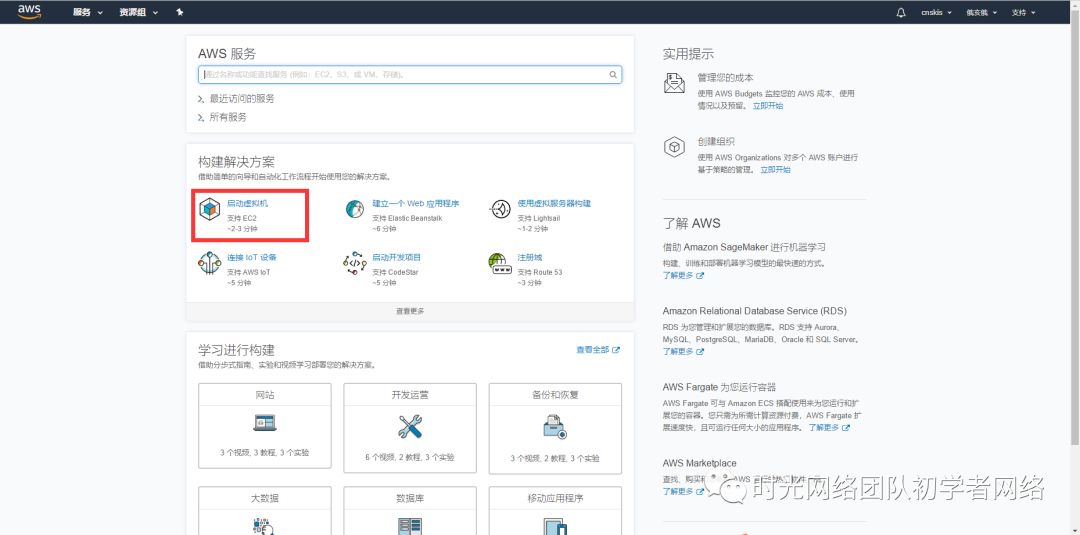 aws
服务
资源组
cnskis
俄亥俄
支持
AWS 服务
通过名称或功能查找服务 (例如：EC2、S3、或 VM、存储)。
最近访问的服务
所有服务
构建解决方案
借助简单的向导和自动化工作流程开始使用您的解决方案。
启动虚拟机
支持 EC2
~2-3 分钟
建立一个 Web 应用程序
支持 Elastic Beanstalk
~6 分钟
使用虚拟服务器构建
支持 Lightsail
~1-2 分钟
连接 IoT 设备
支持 AWS IoT
~5 分钟
启动开发项目
支持 CodeStar
~5 分钟
注册域
支持 Route 53
~3 分钟
查看更多
学习进行构建
查看全部
借助分步式指南、实验和视频学习部署您的解决方案。
网站
3 个视频, 3 教程, 3 个实验
开发运营
6 个视频, 2 教程, 3 个实验
备份和恢复
3 个视频, 2 教程, 3 个实验
大数据
数据库
移动应用程序
实用提示
管理您的成本
使用 AWS Budgets 监控您的 AWS 成本、使用
情况以及预留。 立即开始
创建组织
使用 AWS Organizations 对多个 AWS 账户进行
基于策略的管理。 立即开始
了解 AWS
借助 Amazon SageMaker 进行机器学习
构建、训练和部署机器学习模型的最快速的方式。
了解更多
Amazon Relational Database Service (RDS)
RDS 为您管理和扩展您的数据库。RDS 支持 Aurora、
MySQL、PostgreSQL、MariaDB、Oracle 和 SQL Server。
了解更多
AWS Fargate 为您运行容器
AWS Fargate 可与 Amazon ECS 搭配使用来为您运行和扩
展您的容器。您只需为所需计算资源付费，AWS Fargate 扩
展速度快，且可运行任何大小的应用程序。 了解更多
AWS Marketplace
查找、购买和 AWS
了解更多
时光网络团队初学者网络